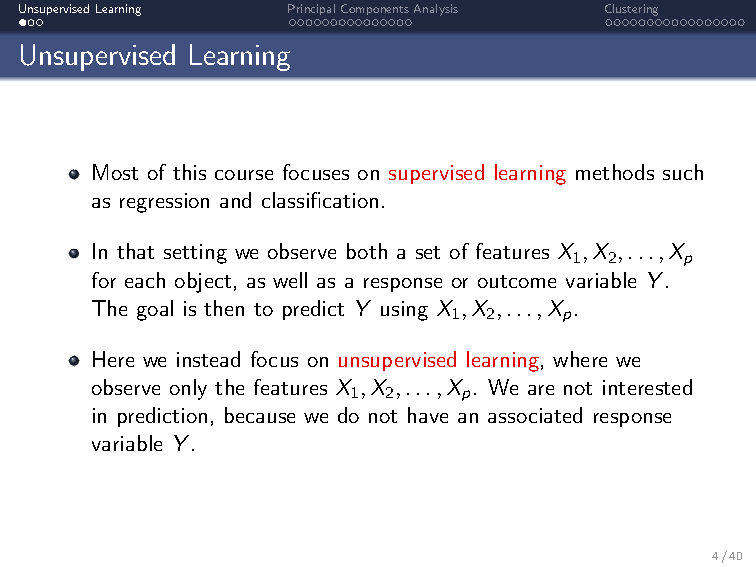 Unsupervised Learning Principal Components Analysis Clustering
Unsupervised Learning
Most of this course focuses on supervised learning methods such
as regression and classification.
In that setting we observe both a set of features X₁, X₂, . . . , Xₚ
for each object, as well as a response or outcome variable Y.
The goal is then to predict Y using X₁, X₂, . . . , Xₚ.
Here we instead focus on unsupervised learning, where we
observe only the features X₁, X₂, . . . , Xₚ. We are not interested
in prediction, because we do not have an associated response
variable Y.
4 / 40